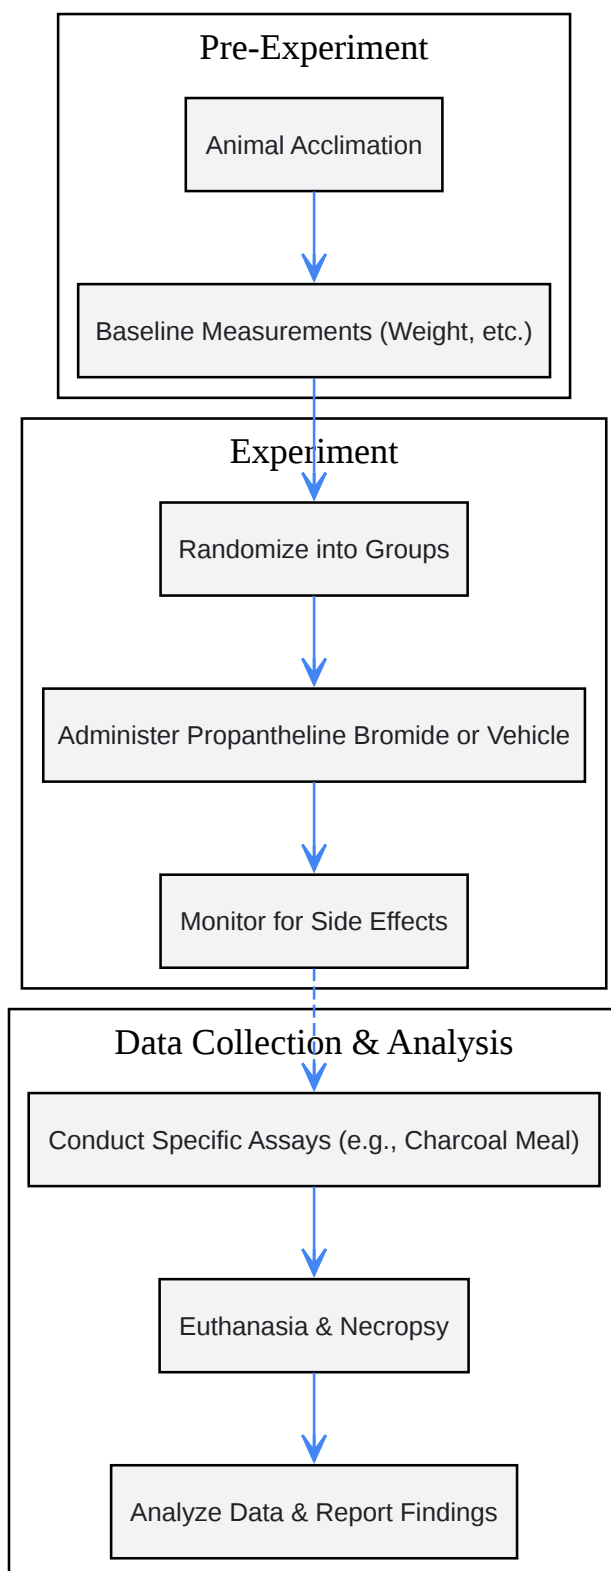 Pre-Experiment
Animal Acclimation
Baseline Measurements (Weight, etc.)
Experiment
Randomize into Groups
Administer Propantheline Bromide or Vehicle
Monitor for Side Effects
Data Collection & Analysis
Conduct Specific Assays (e.g., Charcoal Meal)
Euthanasia & Necropsy
Analyze Data & Report Findings